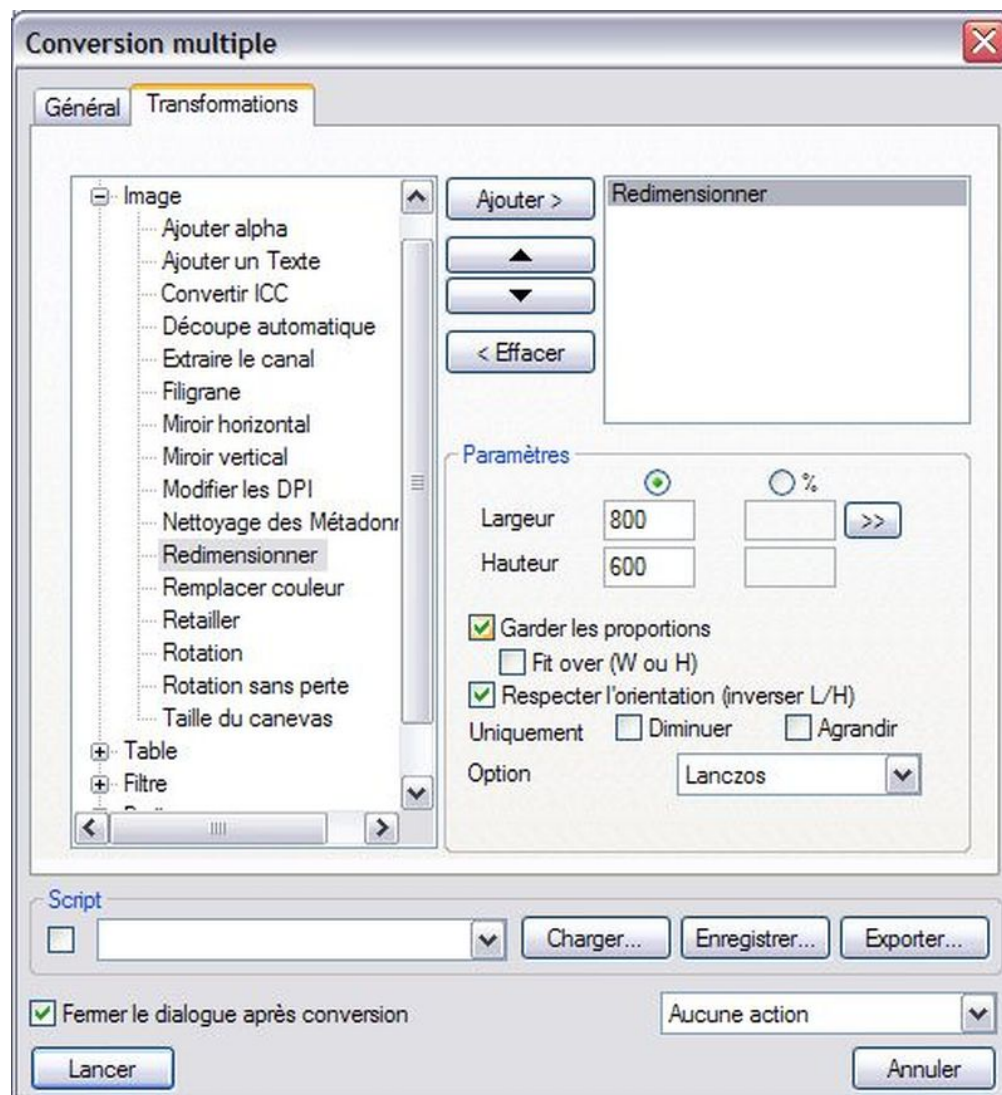 Conversion multiple
Général
Transformations
Image
Ajouter alpha
Ajouter un Texte
Convertir ICC
Découpe automatique
Extraire le canal
Filigrane
Miroir horizontal
Miroir vertical
Modifier les DPI
Nettoyage des Métadonn
Redimensionner
Remplacer couleur
Retailler
Rotation
Rotation sans perte
Taille du canevas
Table
Filtre
Ajouter >
< Effacer
Redimensionner
Paramètres
%
Largeur 800 >>
Hauteur 600
Garder les proportions
Fit over (W ou H)
Respecter l'orientation (inverser L/H)
Uniquement Diminuer Agrandir
Option Lanczos
Script
Charger... Enregistrer... Exporter...
Fermer le dialogue après conversion Aucune action
Lancer Annuler